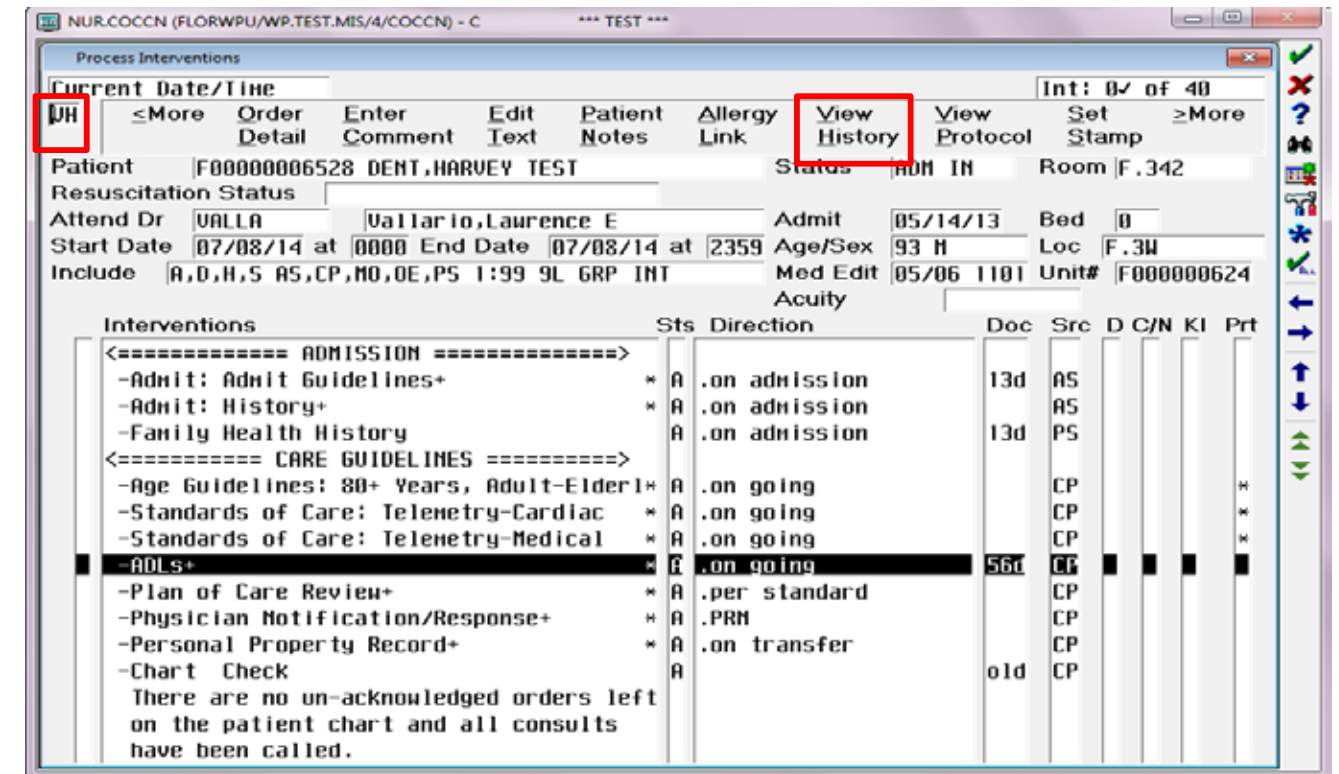 NUR.COCCN (FLORWPU/WP.TEST.MIS/4/COCCN) - C *** TEST ***
Process Interventions
Current Date/Time Int: 0✓ of 40
VH <More Order Enter Edit Patient Allergy View View Set >More
Detail Comment Text Notes Link History Protocol Stamp
Patient F00000006528 DENT,HARVEY TEST Status ADM IN Room F.342
Resuscitation Status
Attend Dr VALLA Vallario,Laurence E Admit 05/14/13 Bed 0
Start Date 07/08/14 at 0000 End Date 07/08/14 at 2359 Age/Sex 93 M Loc F.3W
Include A,D,H,S AS,CP,MO,OE,PS 1:99 9L GRP INT Med Edit 05/06 1101 Unit# F000000624
Acuity
Interventions Sts Direction Doc Src D C/N KI Prt
<============= ADMISSION ==============>
-Admit: Admit Guidelines+ * A .on admission 13d AS
-Admit: History+ * A .on admission AS
-Family Health History A .on admission 13d PS
<=========== CARE GUIDELINES ==========>
-Age Guidelines: 80+ Years, Adult-Elderl* A .on going CP *
-Standards of Care: Telemetry-Cardiac * A .on going CP *
-Standards of Care: Telemetry-Medical * A .on going CP *
-ADLs+ * A .on going 56d CP
-Plan of Care Review+ * A .per standard CP
-Physician Notification/Response+ * A .PRN CP
-Personal Property Record+ * A .on transfer CP
-Chart Check A old CP
There are no un-acknowledged orders left
on the patient chart and all consults
have been called.